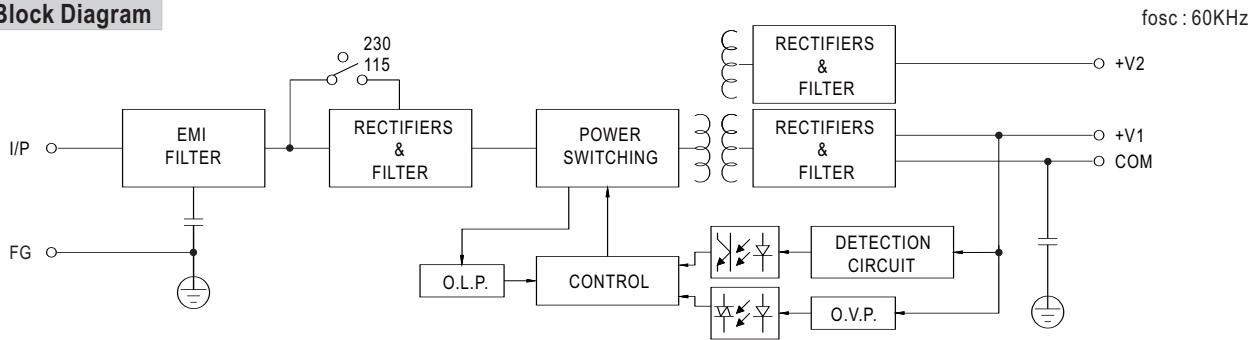 Block Diagram
fosc : 60KHz
230
115
I/P
EMI
FILTER
RECTIFIERS
&
FILTER
POWER
SWITCHING
RECTIFIERS
&
FILTER
+V2
RECTIFIERS
&
FILTER
+V1
COM
FG
O.L.P.
CONTROL
DETECTION
CIRCUIT
O.V.P.